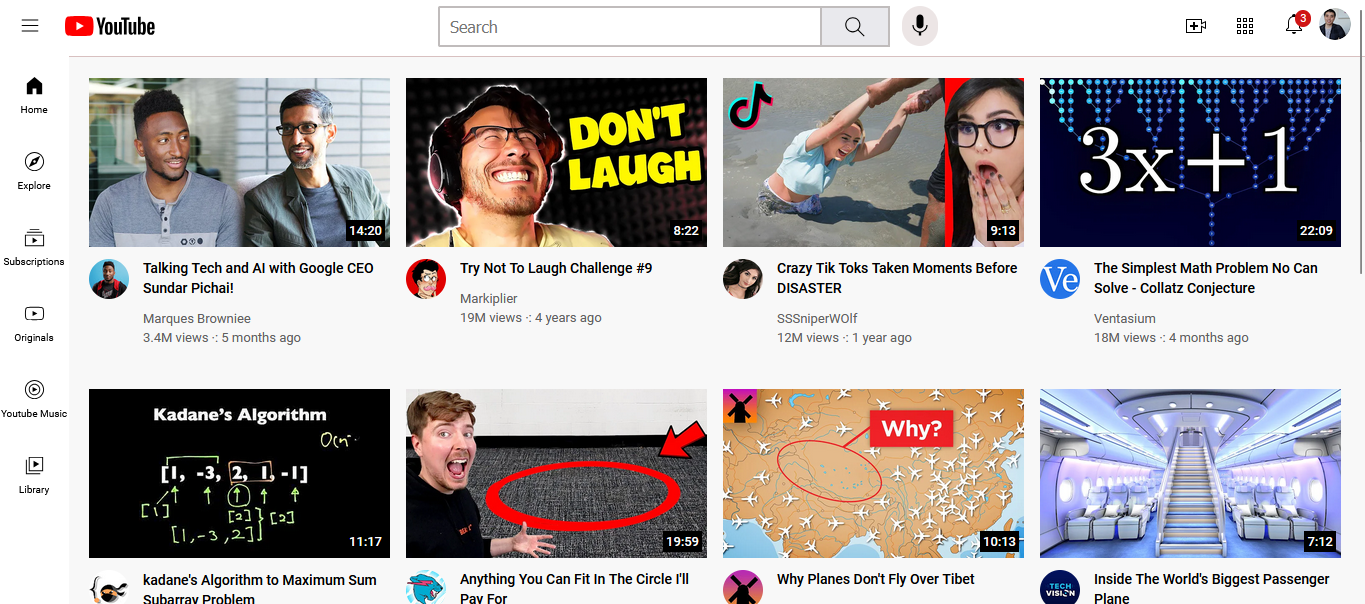 YouTube
Search
3
Home
Explore
Subscriptions
Originals
Youtube Music
Library
14:20
Talking Tech and AI with Google CEO
Sundar Pichai!
Marques Browniee
3.4M views ·: 5 months ago
DON'T
LAUGH
8:22
Try Not To Laugh Challenge #9
Markiplier
19M views ·: 4 years ago
9:13
Crazy Tik Toks Taken Moments Before
DISASTER
SSSniperWOlf
12M views ·: 1 year ago
3x+1
22:09
Ve
The Simplest Math Problem No Can
Solve - Collatz Conjecture
Ventasium
18M views ·: 4 months ago
Kadane's Algorithm
[1, -3, 2, 1, -1]
[1] [2] [2]
[1,-3,2]
11:17
kadane's Algorithm to Maximum Sum
Subarray Problem
19:59
Anything You Can Fit In The Circle I'll
Pay For
Why?
10:13
Why Planes Don't Fly Over Tibet
7:12
TECH
VISION
Inside The World's Biggest Passenger
Plane